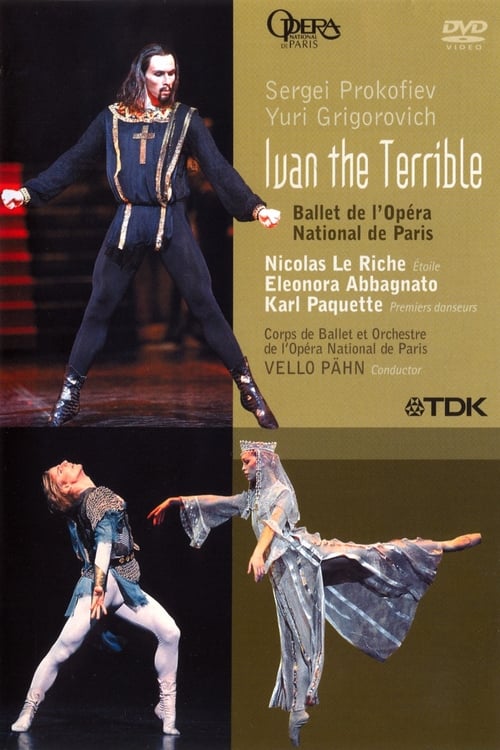 OPERA
NATIONAL
DE PARIS
DVD
VIDEO
Sergei Prokofiev
Yuri Grigorovich
Ivan the Terrible
Ballet de l'Opéra
National de Paris
Nicolas Le Riche Étoile
Eleonora Abbagnato
Karl Paquette Premiers danseurs
Corps de Ballet et Orchestre
de l'Opéra National de Paris
VELLO PÄHN Conductor
TDK